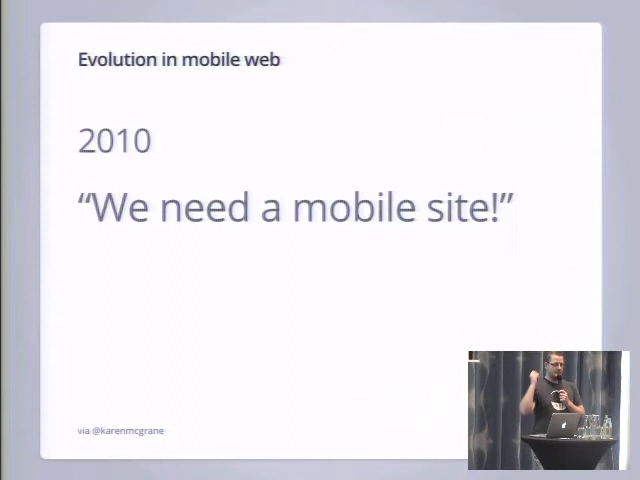 Evolution in mobile web
2010
“We need a mobile site!”
via @karenmcgrane